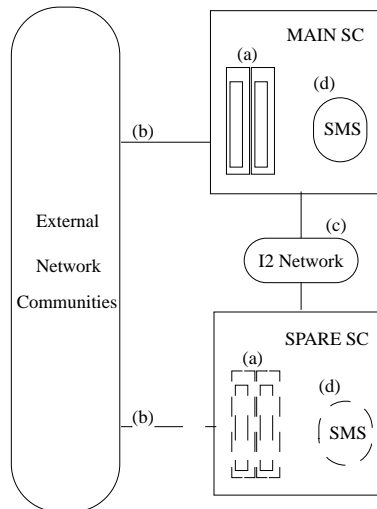 MAIN SC
(a)
(d)
SMS
(b)
External
Network
Communities
(c)
I2 Network
SPARE SC
(a)
(d)
SMS
(b)